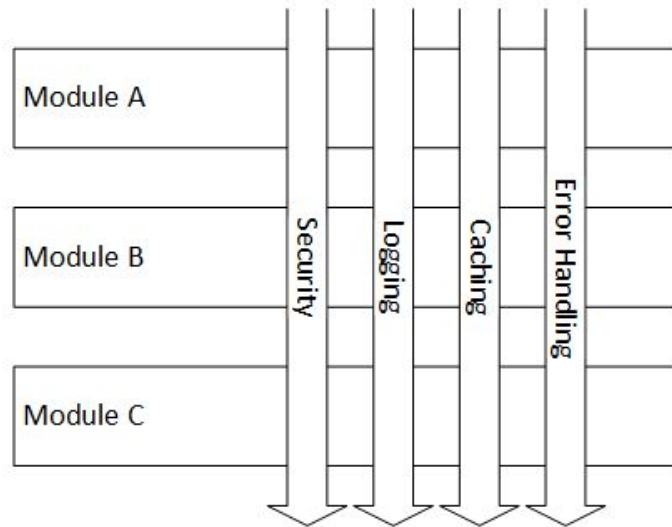 Module A
Module B
Module C
Security
Logging
Caching
Error Handling